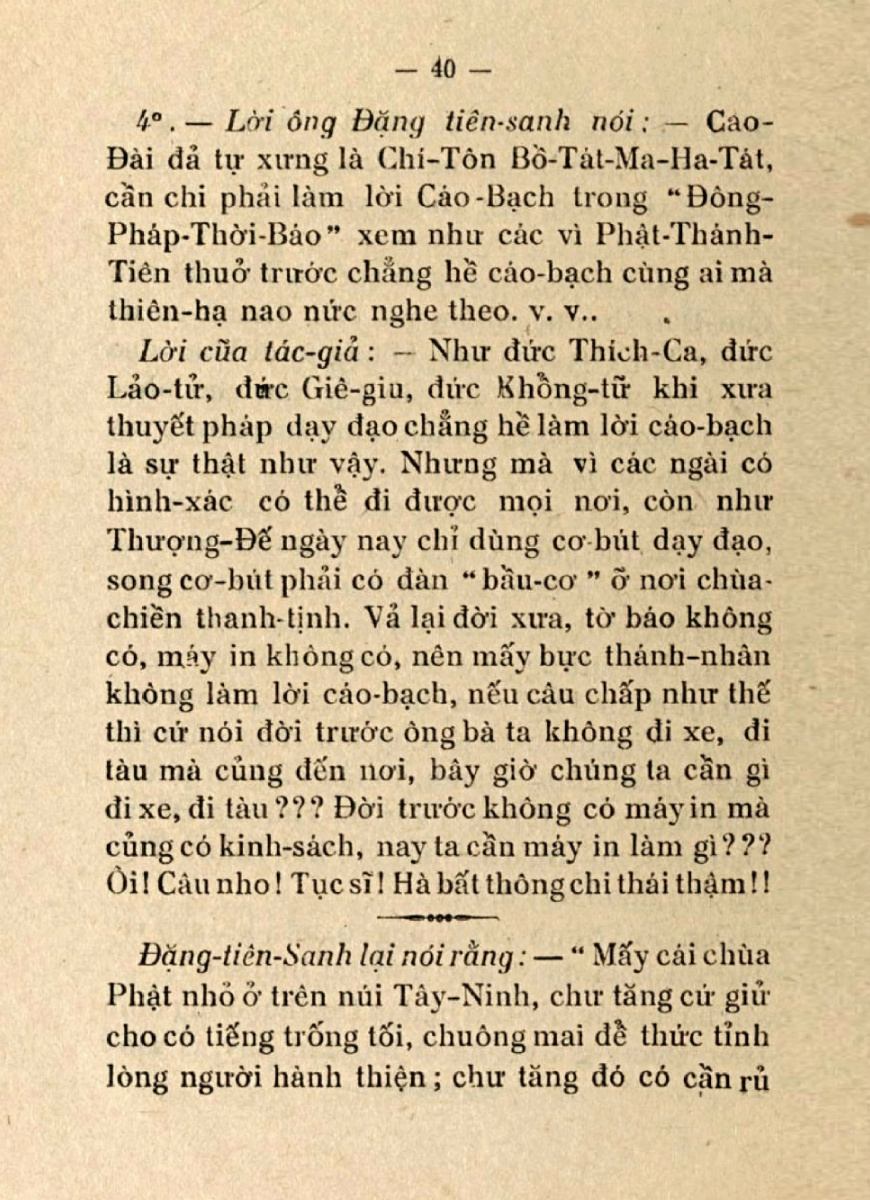 — 40 —
4º. — Lời ông Đặng tiên-sanh nói : — Cao-
Đài đả tự xưng là Chí-Tôn Bồ-Tát-Ma-Ha-Tát,
cần chi phải làm lời Cáo-Bạch trong “Đông-
Pháp-Thời-Báo” xem như các vì Phật-Thánh-
Tiên thuở trước chẳng hề cáo-bạch cùng ai mà
thiên-hạ nao nức nghe theo. v. v..
Lời cũa tác-giả : — Như đức Thích-Ca, đức
Lảo-tử, đức Giê-giu, đức Khổng-tữ khi xưa
thuyết pháp dạy đạo chẳng hề làm lời cáo-bạch
là sự thật như vậy. Nhưng mà vì các ngài có
hình-xác có thể đi được mọi nơi, còn như
Thượng-Đế ngày nay chỉ dùng cơ-bút dạy đạo,
song cơ-bút phải có đàn “bầu-cơ” ỡ nơi chùa-
chiền thanh-tịnh. Vả lại đời xưa, tờ báo không
có, máy in không có, nên mấy bực thánh-nhân
không làm lời cáo-bạch, nếu câu chấp như thế
thì cứ nói đời trước ông bà ta không đi xe, đi
tàu mà củng đến nơi, bây giờ chúng ta cần gì
đi xe, đi tàu??? Đời trước không có máy in mà
củng có kinh-sách, nay ta cần máy in làm gì???
Òi! Câu nho! Tục sĩ! Hà bất thông chi thái thậm!!
Đặng-tiên-Sanh lại nói rằng: — “ Mấy cái chùa
Phật nhỏ ở trên núi Tây-Ninh, chư tăng cứ giử
cho có tiếng trống tối, chuông mai để thức tỉnh
lòng người hành thiện ; chư tăng đó có cần rủ